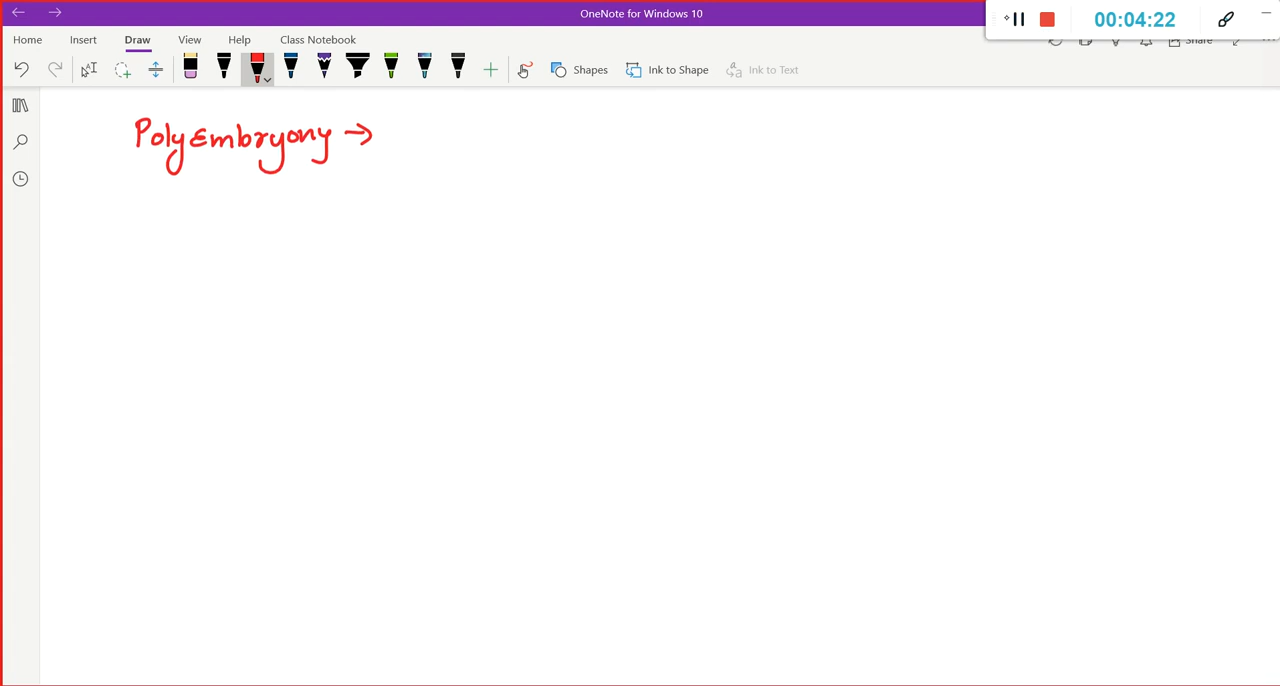 OneNote for Windows 10
00:04:22
Home Insert Draw View Help Class Notebook
Share
Shapes Ink to Shape Ink to Text
PolyEmbryony →